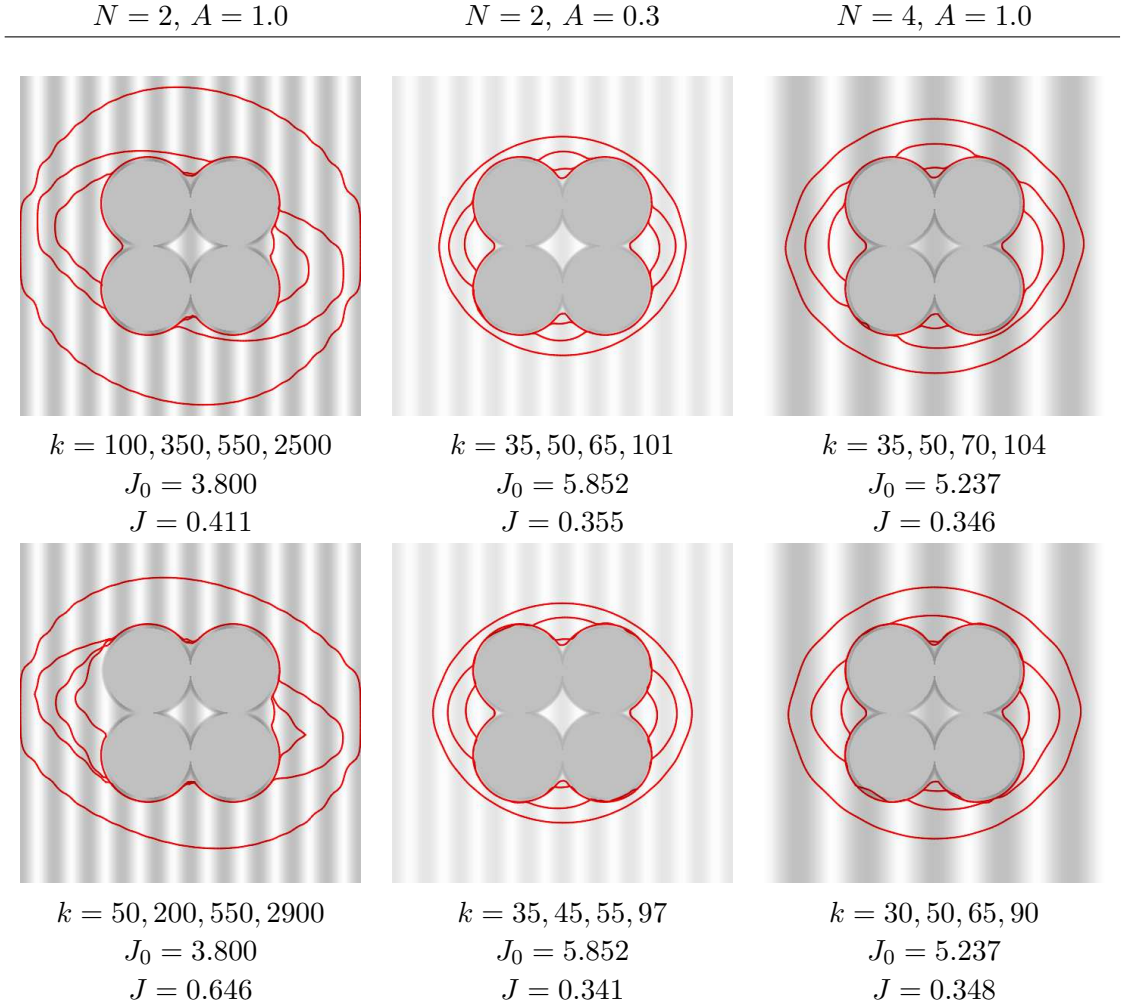 N = 2, A = 1.0
N = 2, A = 0.3
N = 4, A = 1.0
k = 100, 350, 550, 2500
J₀ = 3.800
J = 0.411
k = 35, 50, 65, 101
J₀ = 5.852
J = 0.355
k = 35, 50, 70, 104
J₀ = 5.237
J = 0.346
k = 50, 200, 550, 2900
J₀ = 3.800
J = 0.646
k = 35, 45, 55, 97
J₀ = 5.852
J = 0.341
k = 30, 50, 65, 90
J₀ = 5.237
J = 0.348